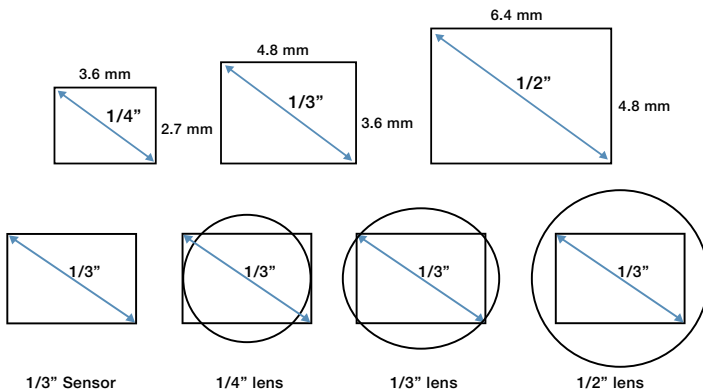 6.4 mm
4.8 mm
3.6 mm
1/4”
1/3”
1/2”
2.7 mm
3.6 mm
4.8 mm
1/3”
1/3”
1/3”
1/3”
1/3” Sensor
1/4” lens
1/3” lens
1/2” lens